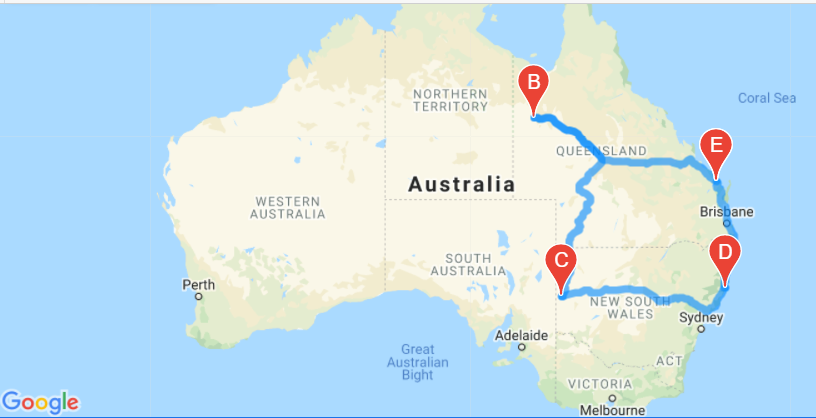 B
Coral Sea
NORTHERN
TERRITORY
E
QUEENSLAND
Australia
WESTERN
AUSTRALIA
Brisbane
D
C
SOUTH
AUSTRALIA
Perth
NEW SOUTH
WALES
Sydney
Adelaide
Great
Australian
Bight
ACT
VICTORIA
Google
Melbourne